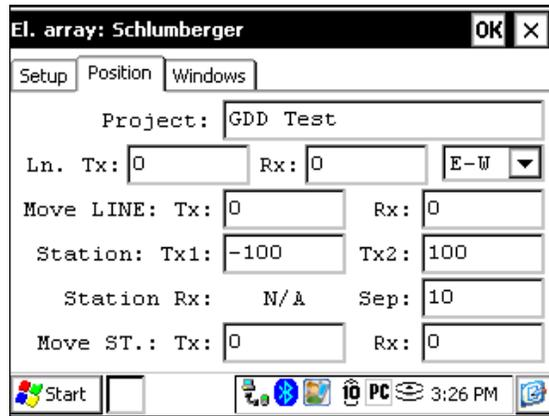 El. array: Schlumberger OK ×
Setup Position Windows
Project: GDD Test
Ln. Tx: 0 Rx: 0 E-W
Move LINE: Tx: 0 Rx: 0
Station: Tx1: -100 Tx2: 100
Station Rx: N/A Sep: 10
Move ST.: Tx: 0 Rx: 0
Start PC 3:26 PM